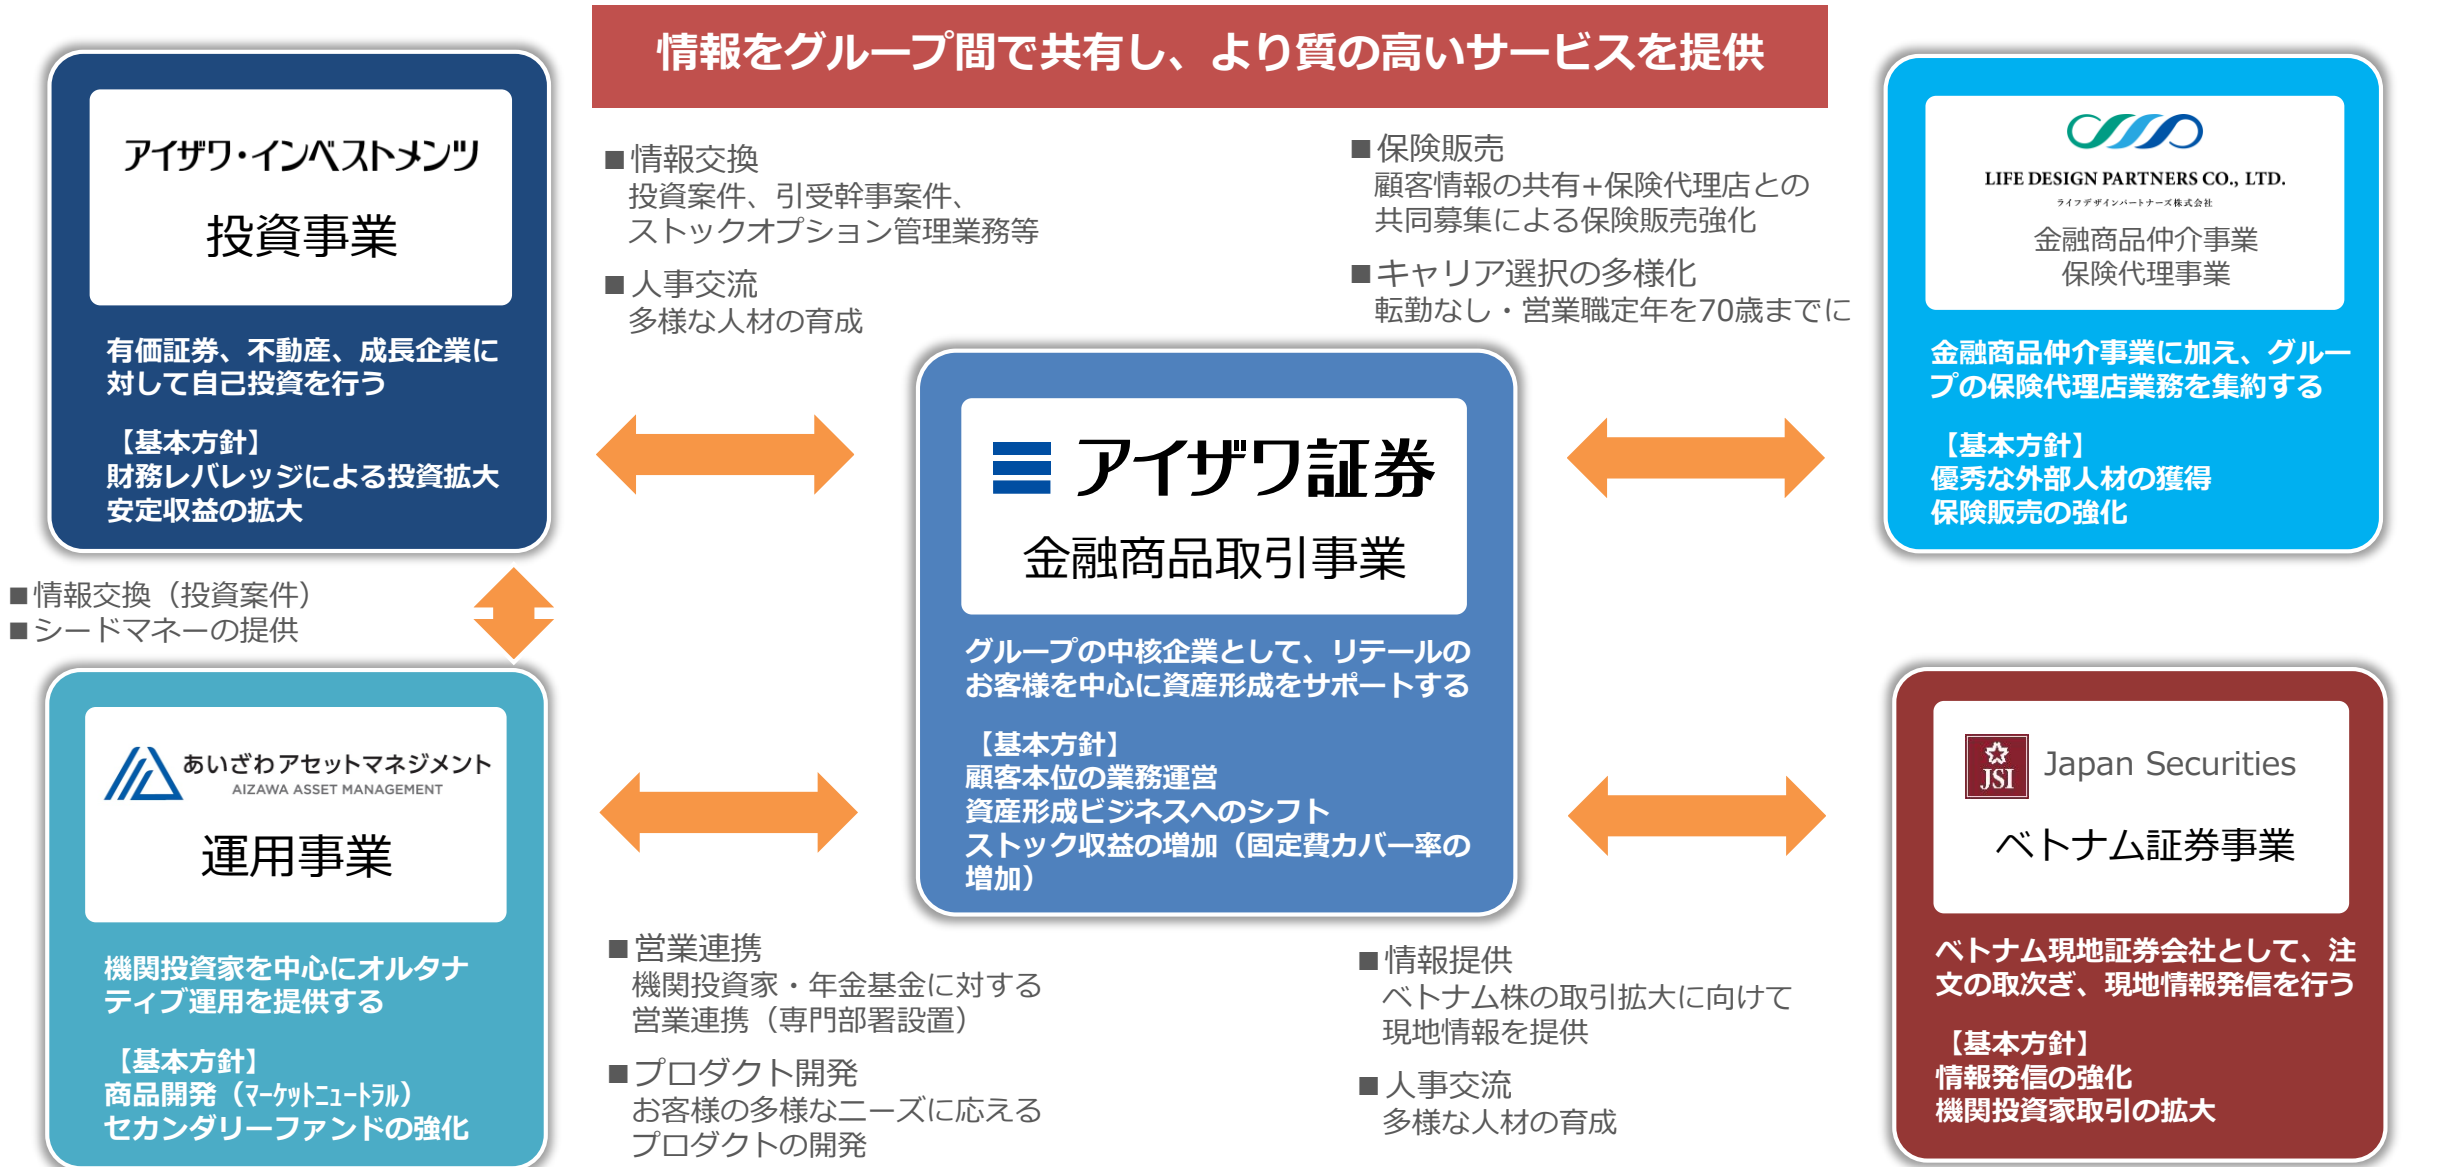 情報をグループ間で共有し、より質の高いサービスを提供
アイザワ・インベストメンツ
投資事業
有価証券、不動産、成長企業に
対して自己投資を行う
【基本方針】
財務レバレッジによる投資拡大
安定収益の拡大
■情報交換
投資案件、引受幹事案件、
ストックオプション管理業務等
■人事交流
多様な人材の育成
■保険販売
顧客情報の共有+保険代理店との
共同募集による保険販売強化
■キャリア選択の多様化
転勤なし・営業職定年を70歳までに
LIFE DESIGN PARTNERS CO., LTD.
ライフデザインパートナーズ株式会社
金融商品仲介事業
保険代理事業
金融商品仲介事業に加え、グルー
プの保険代理店業務を集約する
【基本方針】
優秀な外部人材の獲得
保険販売の強化
アイザワ証券
金融商品取引事業
グループの中核企業として、リテールの
お客様を中心に資産形成をサポートする
【基本方針】
顧客本位の業務運営
資産形成ビジネスへのシフト
ストック収益の増加（固定費カバー率の
増加）
■情報交換（投資案件）
■シードマネーの提供
あいざわアセットマネジメント
AIZAWA ASSET MANAGEMENT
運用事業
機関投資家を中心にオルタナ
ティブ運用を提供する
【基本方針】
商品開発（ﾏｰｹｯﾄﾆｭｰﾄﾗﾙ）
セカンダリーファンドの強化
■営業連携
機関投資家・年金基金に対する
営業連携（専門部署設置）
■プロダクト開発
お客様の多様なニーズに応える
プロダクトの開発
■情報提供
ベトナム株の取引拡大に向けて
現地情報を提供
■人事交流
多様な人材の育成
JSI
Japan Securities
ベトナム証券事業
ベトナム現地証券会社として、注
文の取次ぎ、現地情報発信を行う
【基本方針】
情報発信の強化
機関投資家取引の拡大